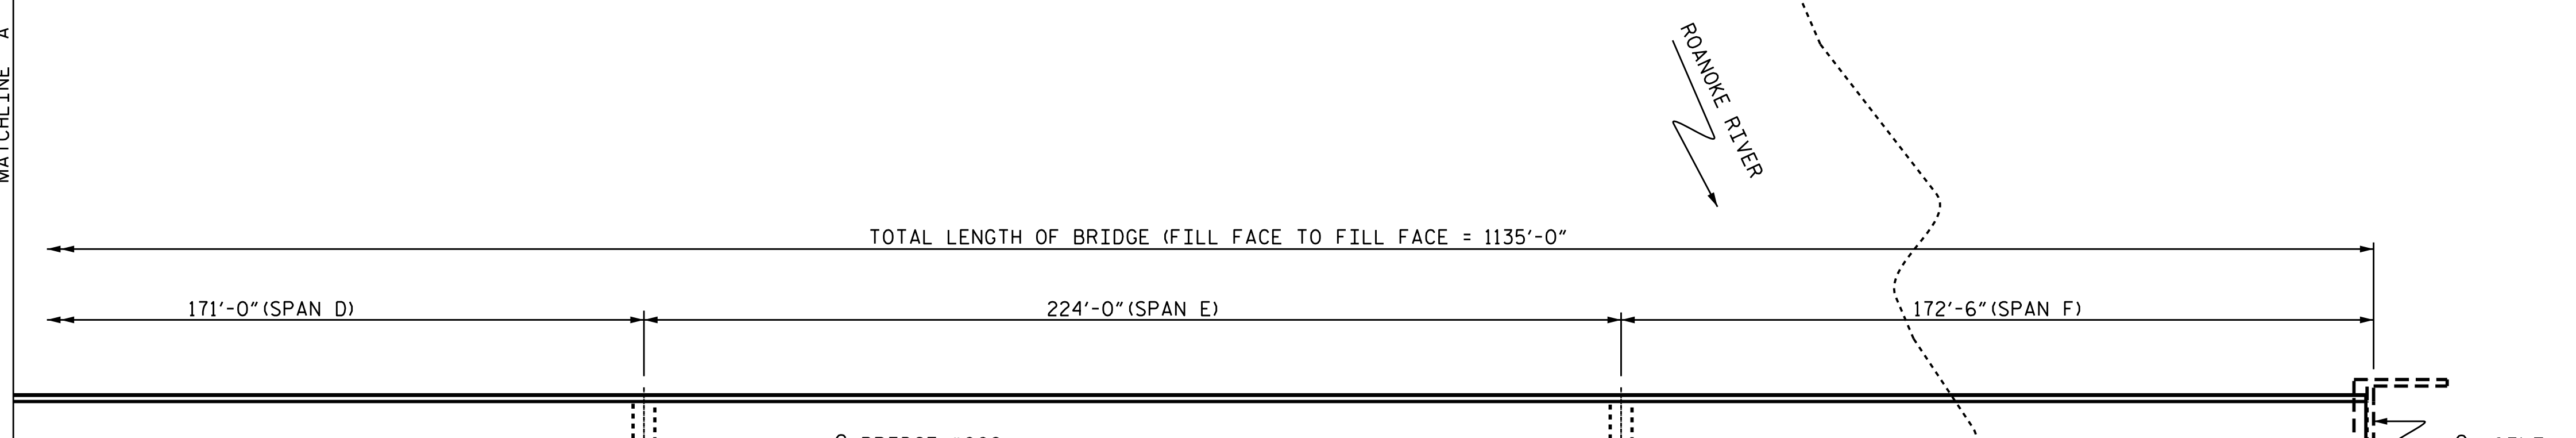 MATCHLINE A
ROANOKE RIVER
TOTAL LENGTH OF BRIDGE (FILL FACE TO FILL FACE = 1135'-0"
171'-0"(SPAN D)
224'-0"(SPAN E)
172'-6"(SPAN F)